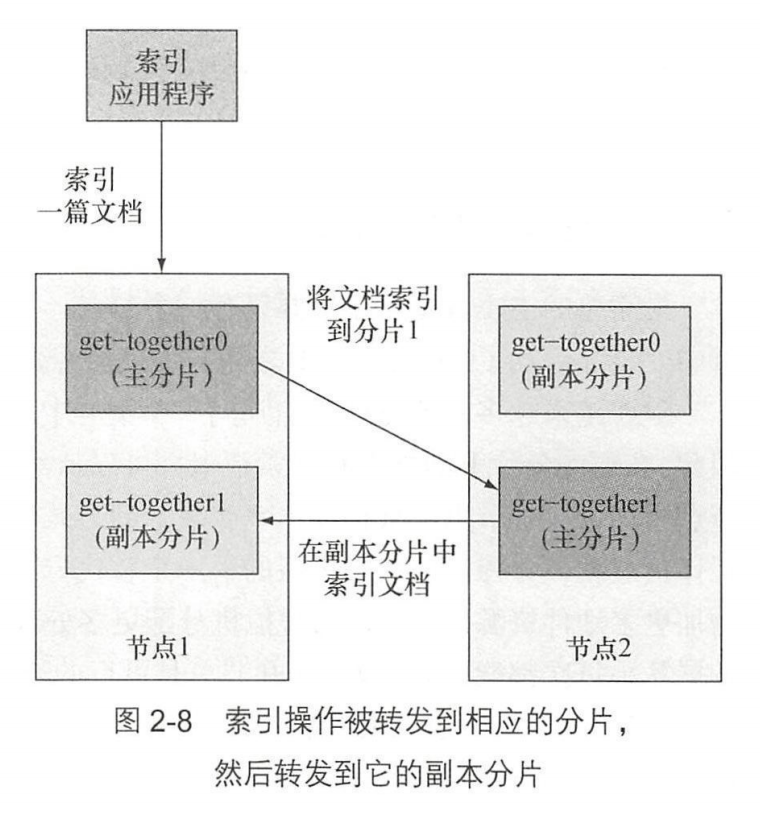 索引
应用程序
索引
一篇文档
将文档索引
到分片1
get-together0
（主分片）
get-together0
（副本分片）
get-together1
（副本分片）
get-together1
（主分片）
在副本分片中
索引文档
节点1
节点2
图 2-8 索引操作被转发到相应的分片，
然后转发到它的副本分片